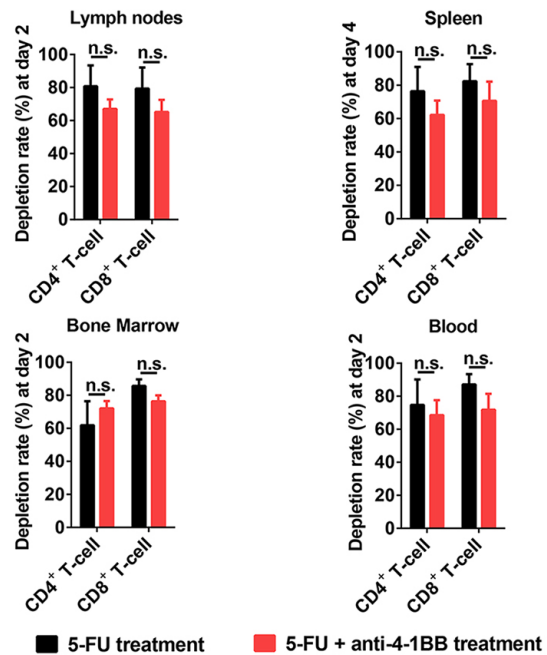 Lymph nodes
Depletion rate (%) at day 2
100
80
60
40
20
0
n.s.
n.s.
CD4+ T-cell
CD8+ T-cell
Spleen
Depletion rate (%) at day 4
100
80
60
40
20
0
n.s.
n.s.
CD4+ T-cell
CD8+ T-cell
Bone Marrow
Depletion rate (%) at day 2
100
80
60
40
20
0
n.s.
n.s.
CD4+ T-cell
CD8+ T-cell
Blood
Depletion rate (%) at day 2
100
80
60
40
20
0
n.s.
n.s.
CD4+ T-cell
CD8+ T-cell
5-FU treatment
5-FU + anti-4-1BB treatment